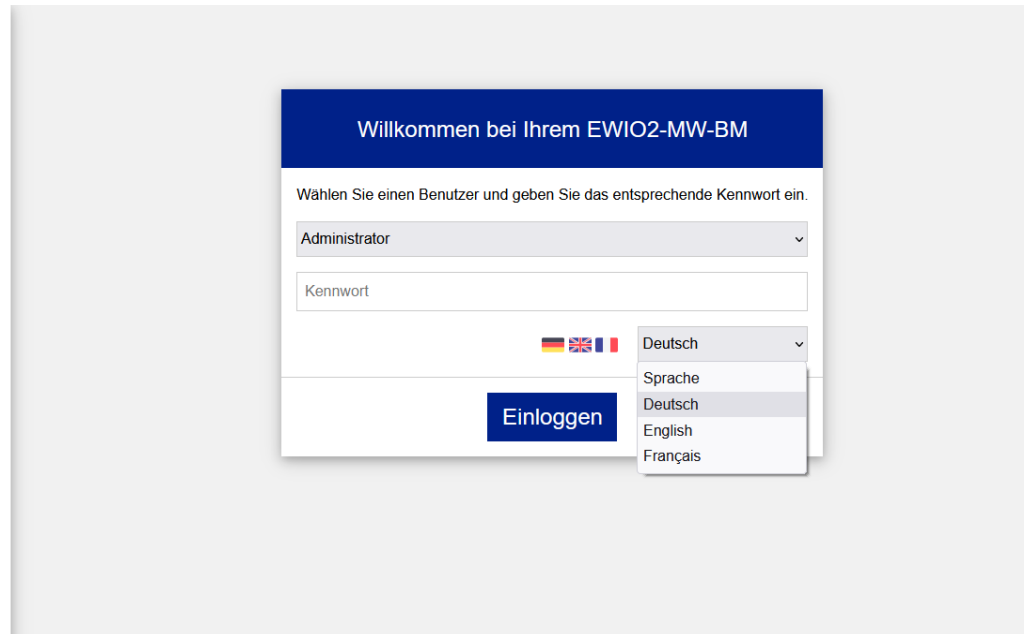 Willkommen bei Ihrem EWIO2-MW-BM
Wählen Sie einen Benutzer und geben Sie das entsprechende Kennwort ein.
Administrator
Kennwort
Deutsch
Sprache
Deutsch
English
Français
Einloggen